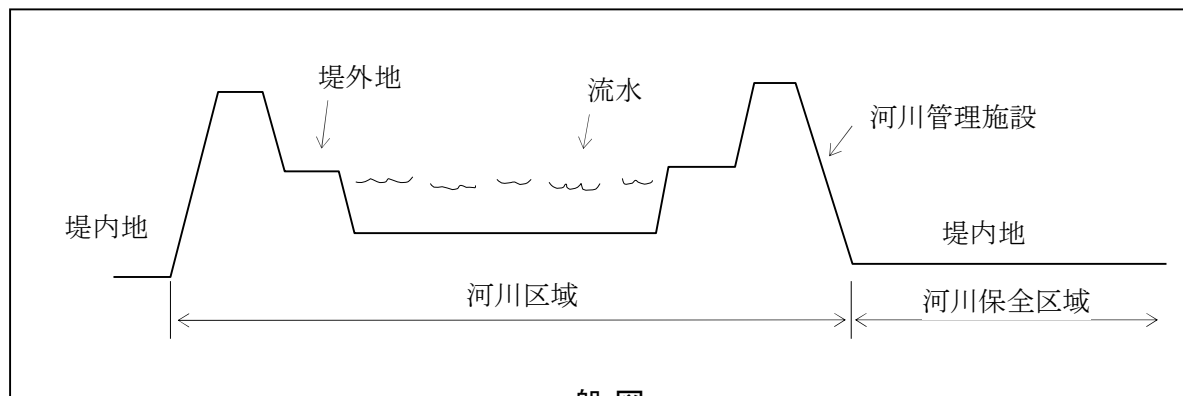 堤外地
流水
河川管理施設
堤内地
堤内地
河川区域
河川保全区域